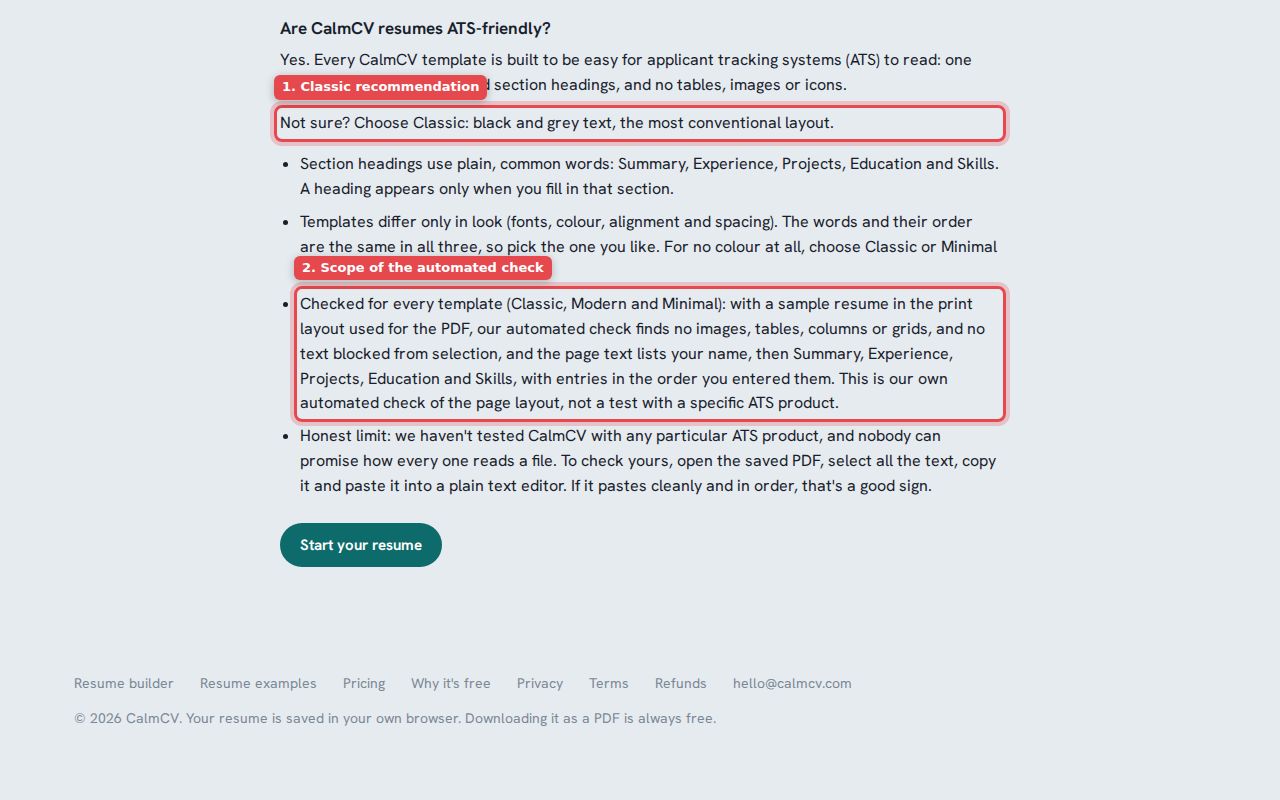 Are CalmCV resumes ATS-friendly?
Yes. Every CalmCV template is built to be easy for applicant tracking systems (ATS) to read: one
1. Classic recommendation
section headings, and no tables, images or icons.
Not sure? Choose Classic: black and grey text, the most conventional layout.
• Section headings use plain, common words: Summary, Experience, Projects, Education and Skills.
A heading appears only when you fill in that section.
• Templates differ only in look (fonts, colour, alignment and spacing). The words and their order
are the same in all three, so pick the one you like. For no colour at all, choose Classic or Minimal
2. Scope of the automated check
• Checked for every template (Classic, Modern and Minimal): with a sample resume in the print
layout used for the PDF, our automated check finds no images, tables, columns or grids, and no
text blocked from selection, and the page text lists your name, then Summary, Experience,
Projects, Education and Skills, with entries in the order you entered them. This is our own
automated check of the page layout, not a test with a specific ATS product.
• Honest limit: we haven't tested CalmCV with any particular ATS product, and nobody can
promise how every one reads a file. To check yours, open the saved PDF, select all the text, copy
it and paste it into a plain text editor. If it pastes cleanly and in order, that's a good sign.
Start your resume
Resume builder Resume examples Pricing Why it's free Privacy Terms Refunds hello@calmcv.com
© 2026 CalmCV. Your resume is saved in your own browser. Downloading it as a PDF is always free.